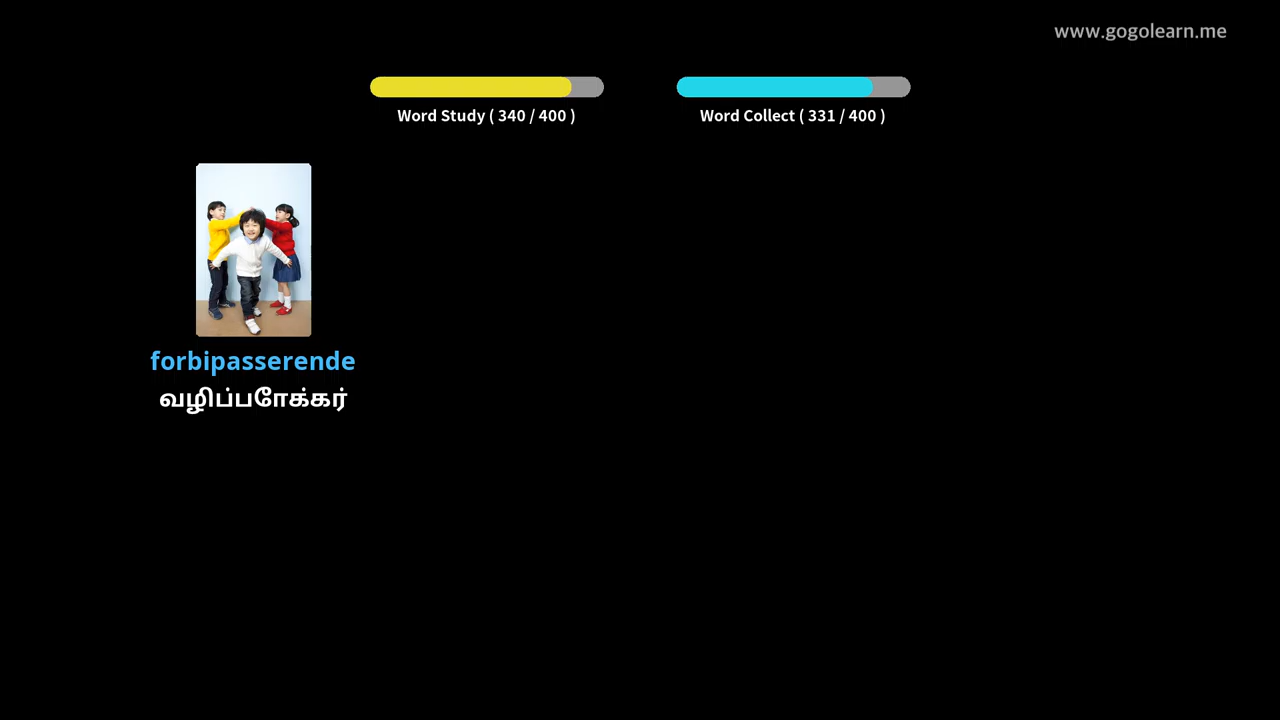 www.gogolearn.me
Word Study ( 340 / 400 )
Word Collect ( 331 / 400 )
forbipasserende
வழிப்போக்கர்